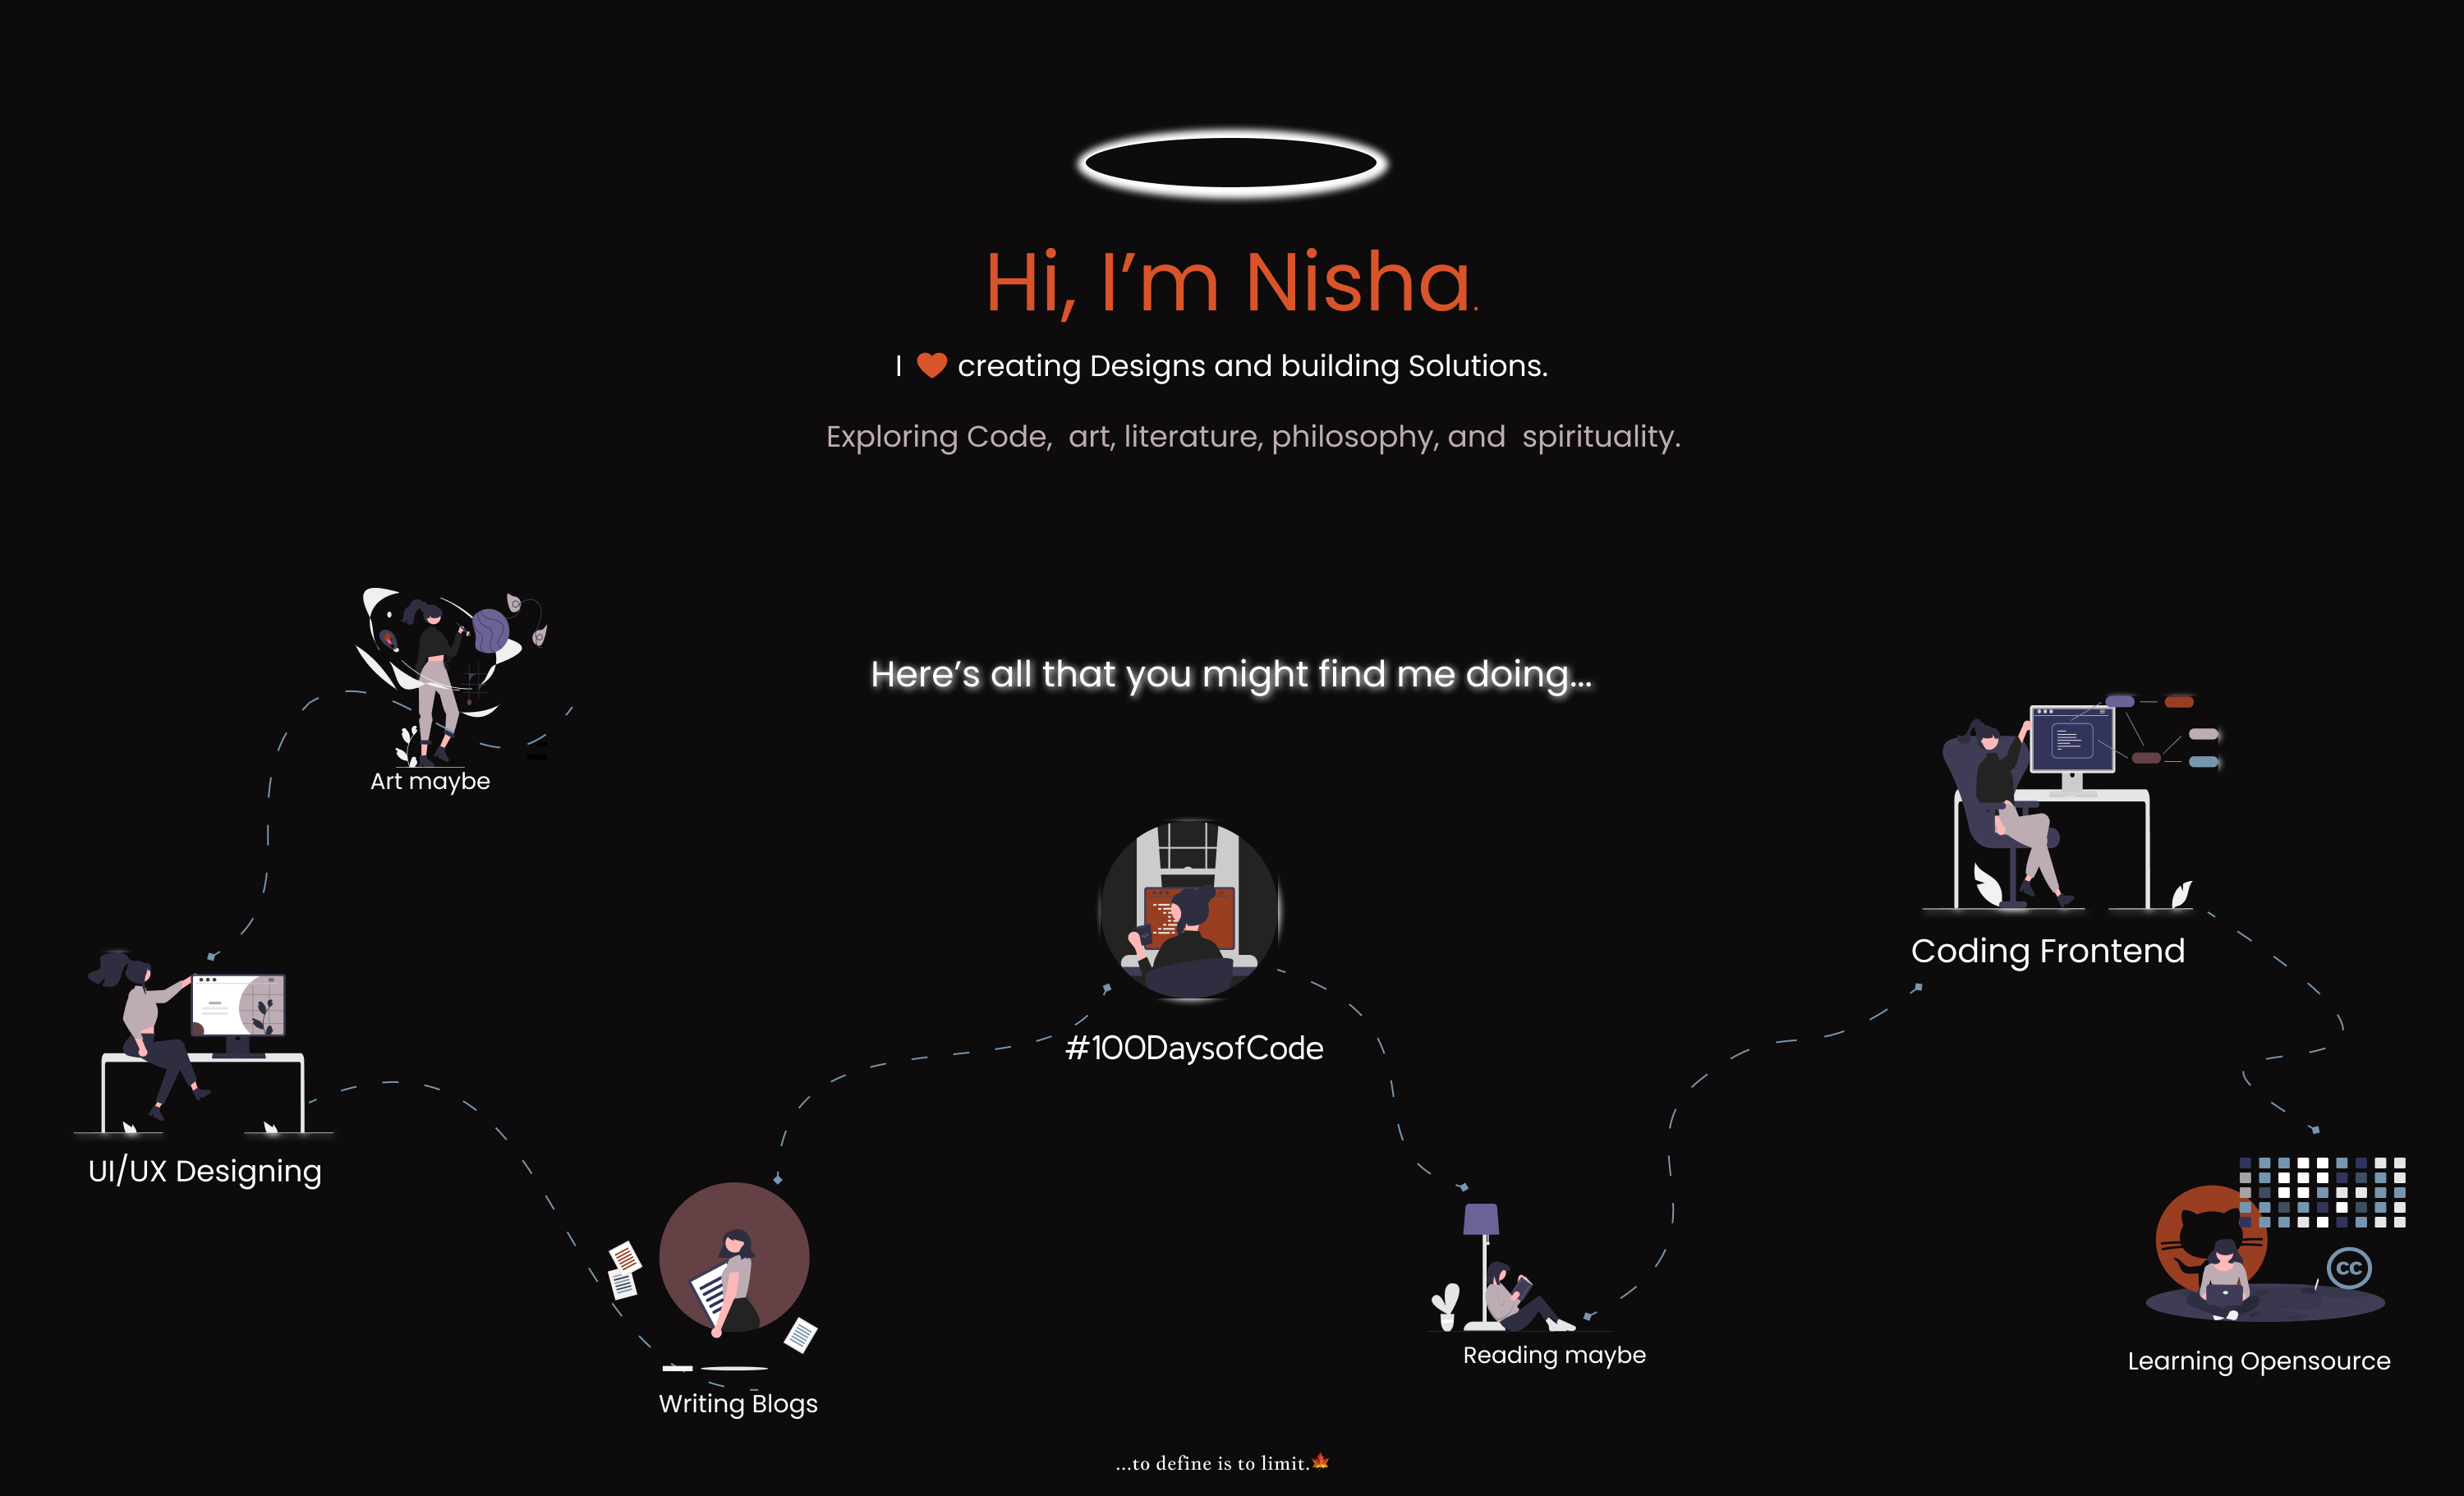 Hi, I’m Nisha.
I ❤ creating Designs and building Solutions.
Exploring Code, art, literature, philosophy, and spirituality.
Here’s all that you might find me doing...
Art maybe
Coding Frontend
#100DaysofCode
UI/UX Designing
cc
Reading maybe
Learning Opensource
Writing Blogs
...to define is to limit.🍁